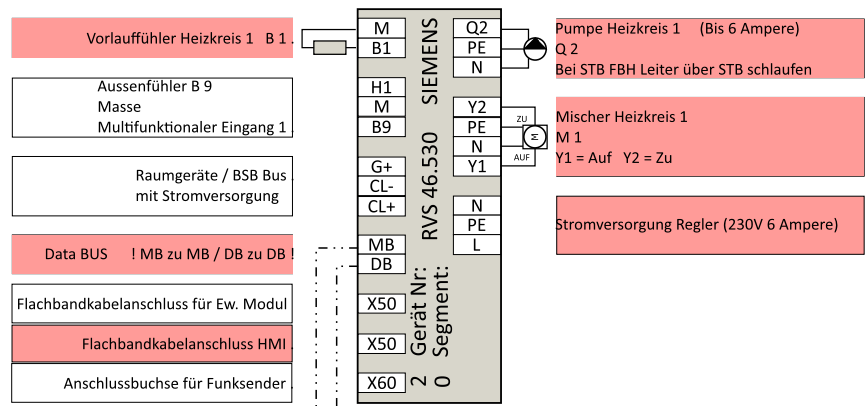 Vorlauffühler Heizkreis 1   B 1 .
Aussenfühler B 9
Masse
Multifunktionaler Eingang 1 .
Raumgeräte / BSB Bus .
mit Stromversorgung
Data BUS      ! MB zu MB / DB zu DB !
Flachbandkabelanschluss für Ew. Modul
Flachbandkabelanschluss HMI .
Anschlussbuchse für Funksender .
M
B1
H1
M
B9
G+
CL-
CL+
MB
DB
X50
X50
X60
SIEMENS
RVS 46.530
Gerät Nr: 2
Segment: 0
Q2
PE
N
Y2
PE
N
Y1
N
PE
L
ZU
M
AUF
Pumpe Heizkreis 1    (Bis 6 Ampere)
Q 2
Bei STB FBH Leiter über STB schlaufen
Mischer Heizkreis 1
M 1
Y1 = Auf   Y2 = Zu
Stromversorgung Regler (230V 6 Ampere)